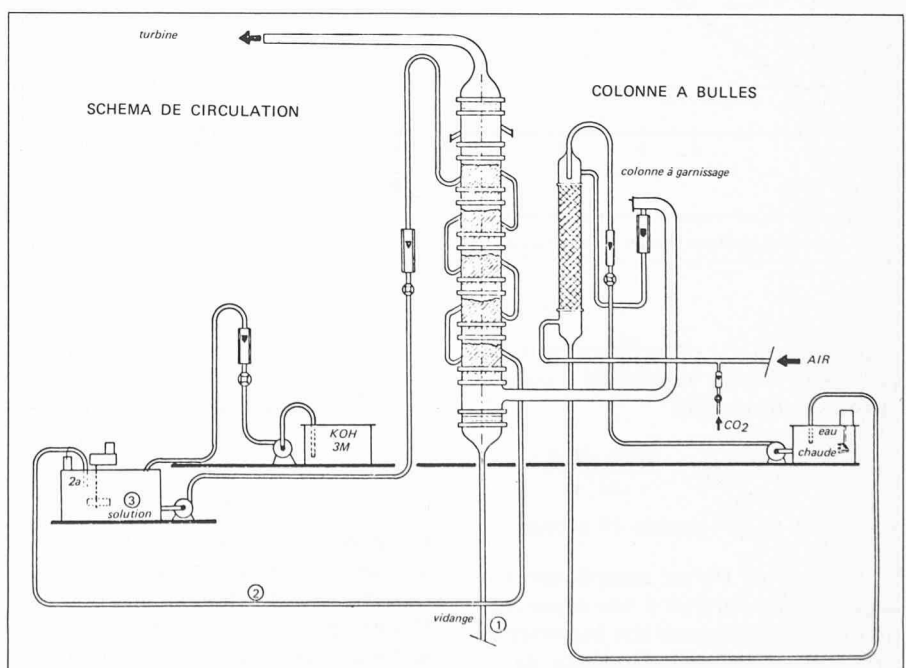 turbine
SCHEMA DE CIRCULATION
COLONNE A BULLES
colonne à garnissage
AIR
CO2
KOH
3M
eau
chaude
2a
3
solution
2
vidange
1